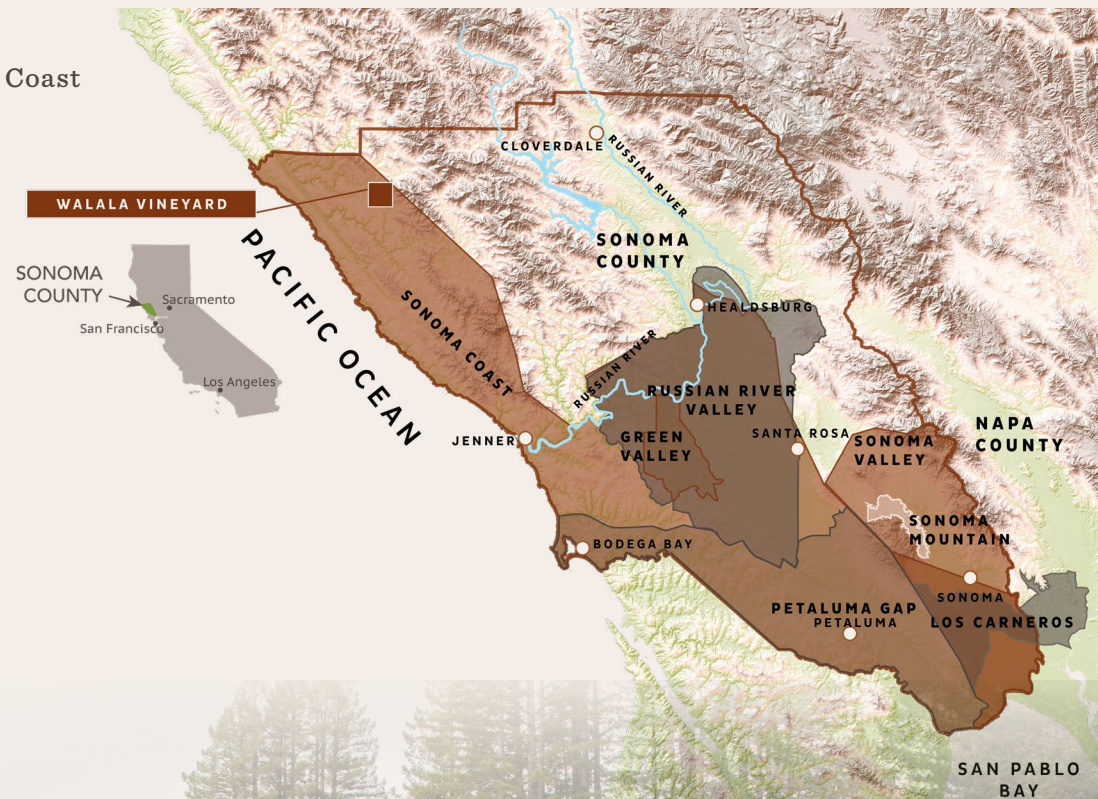 Coast
CLOVERDALE
RUSSIAN RIVER
WALALA VINEYARD
PACIFIC OCEAN
SONOMA
COUNTY
SONOMA
COUNTY
Sacramento
San Francisco
Los Angeles
SONOMA COAST
HEALDSBURG
RUSSIAN RIVER
RUSSIAN RIVER
VALLEY
JENNER
GREEN
VALLEY
SANTA ROSA
SONOMA
VALLEY
NAPA
COUNTY
SONOMA
MOUNTAIN
BODEGA BAY
SONOMA
PETALUMA GAP
PETALUMA
LOS CARNEROS
SAN PABLO
BAY